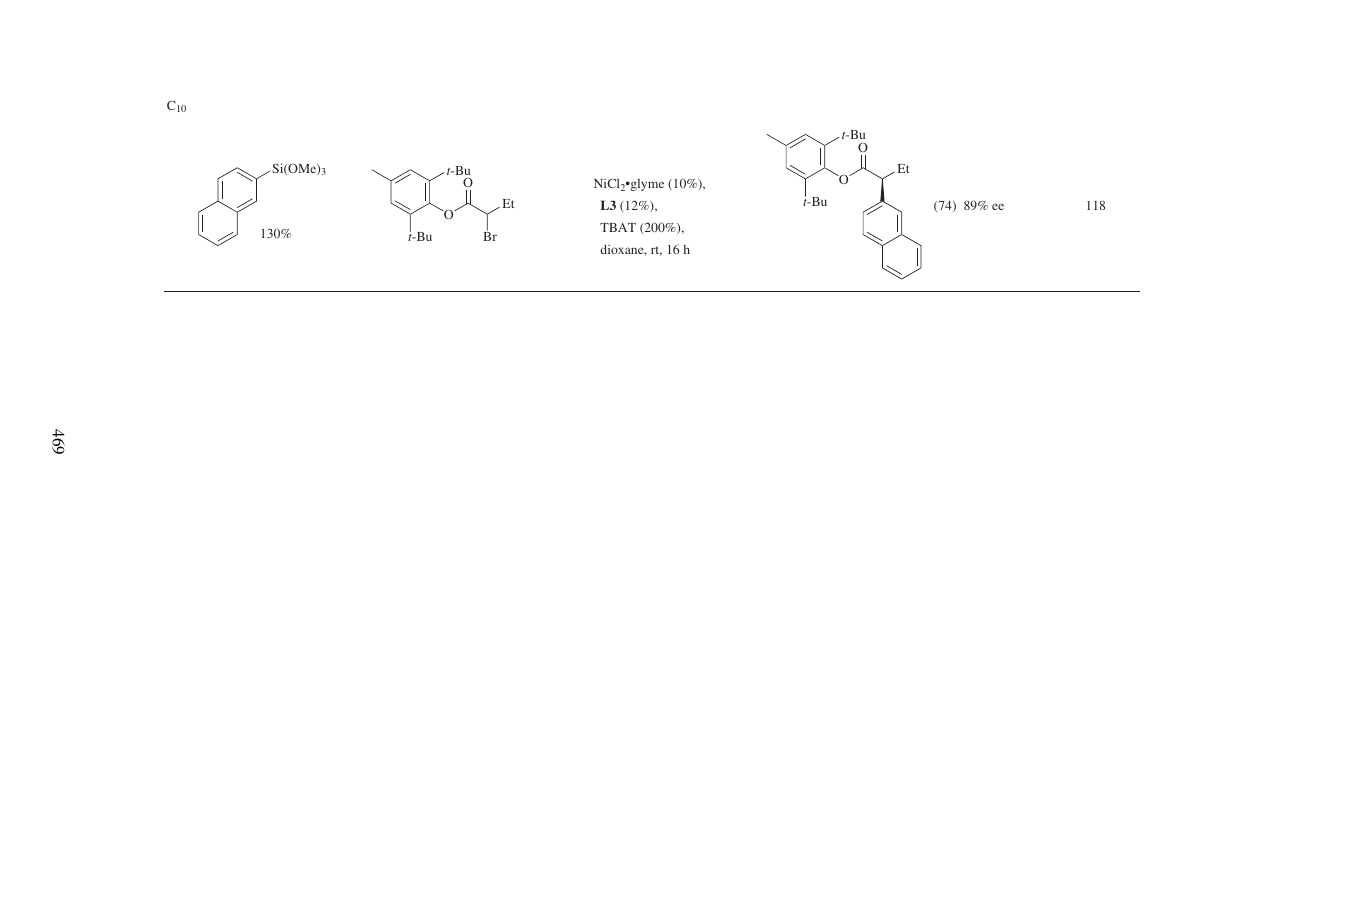 C10
Si(OMe)3
130%
t-Bu
O
O
Et
t-Bu
Br
NiCl2•glyme (10%),
L3 (12%),
TBAT (200%),
dioxane, rt, 16 h
t-Bu
O
O
Et
t-Bu
(74) 89% ee
118
469